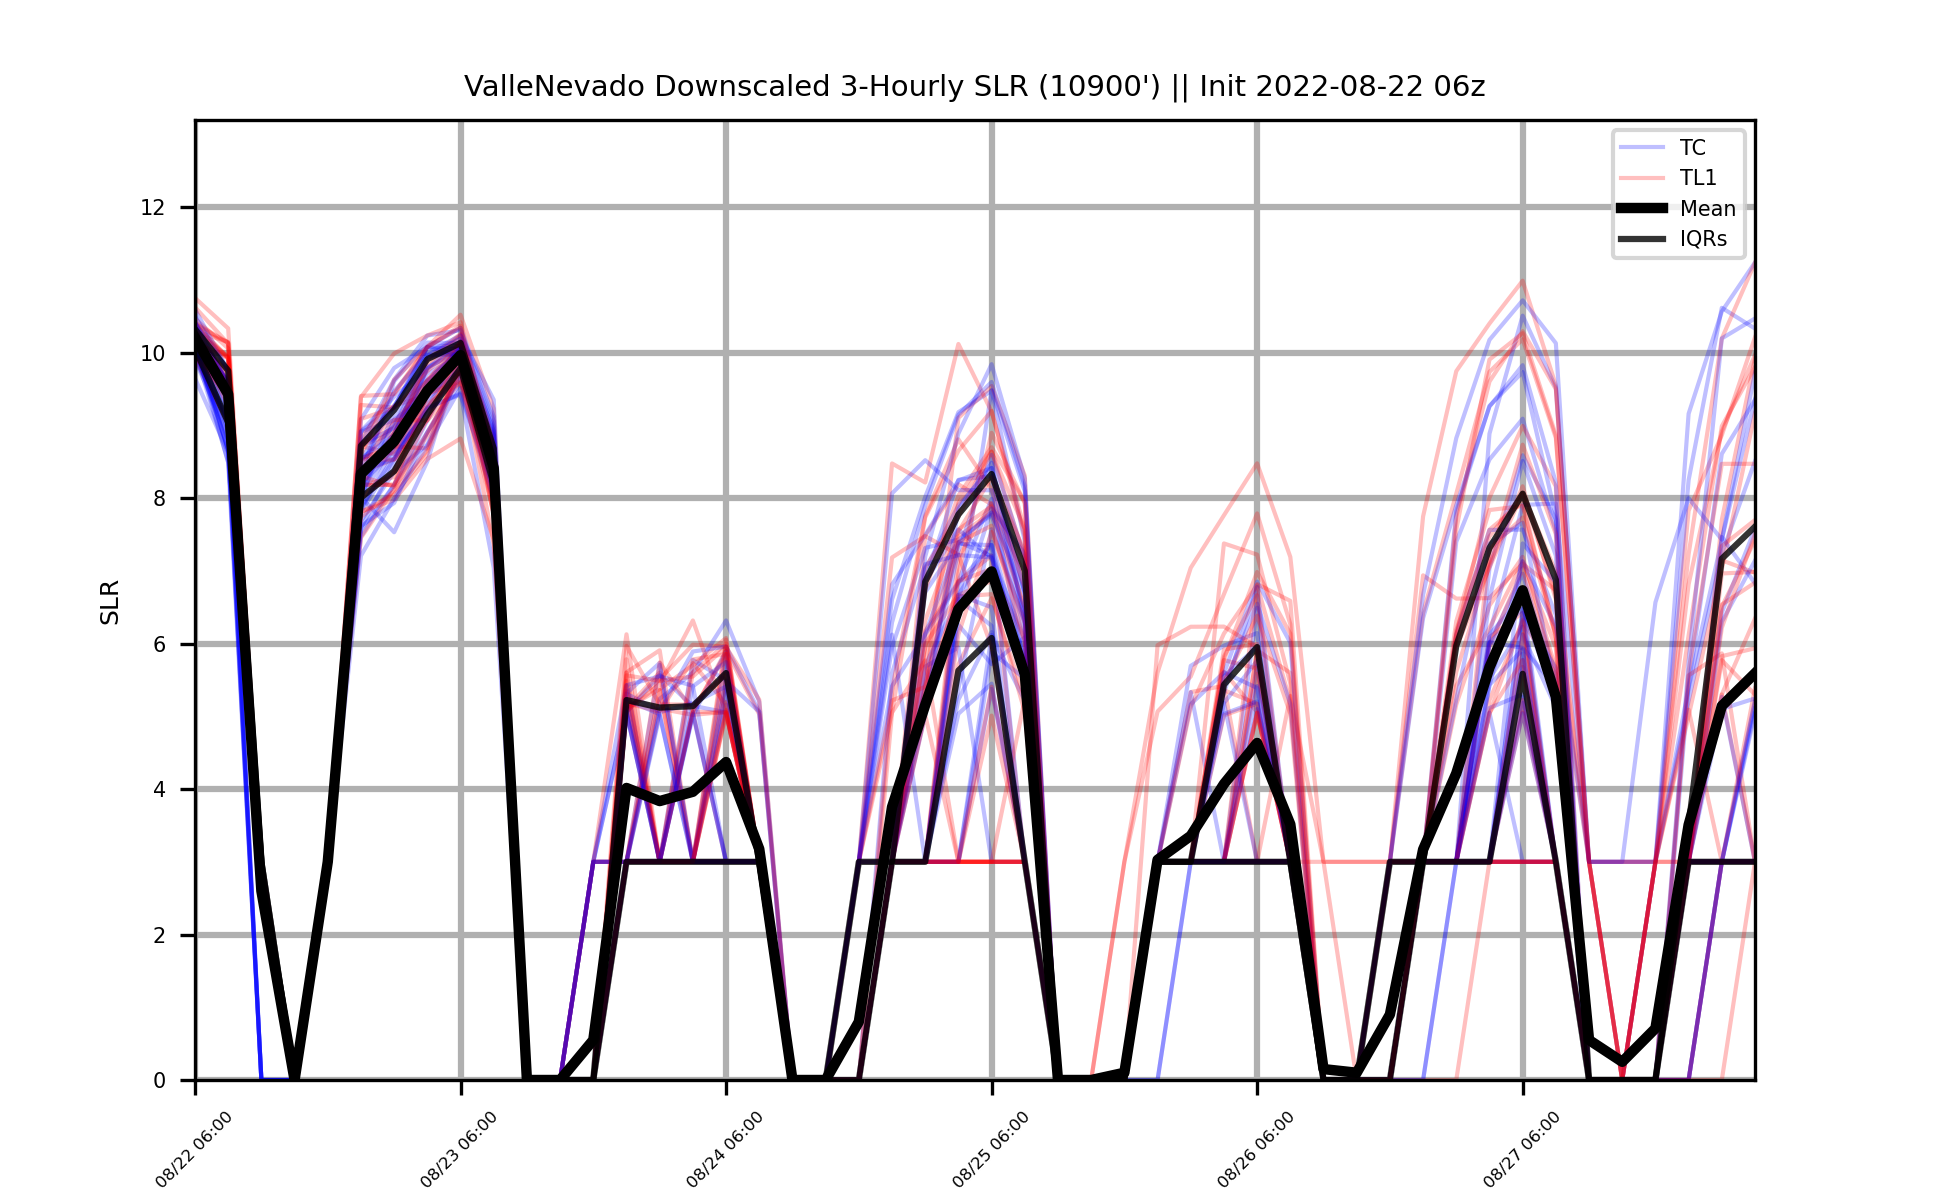 ValleNevado Downscaled 3-Hourly SLR (10900') || Init 2022-08-22 06z
TC
TL1
Mean
IQRs
SLR
12
10
8
6
4
2
0
08/22 06:00
08/23 06:00
08/24 06:00
08/25 06:00
08/26 06:00
08/27 06:00